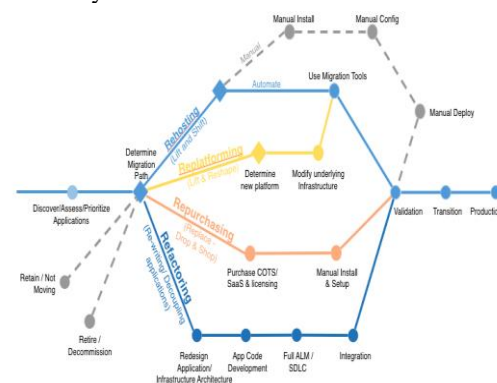 Manual Install
Manual Config
Manual
Automate
Use Migration Tools
Manual Deploy
Rehosting
(Lift and Shift)
Determine
Migration
Path
Replatforming
(Lift & Reshape)
Determine
new platform
Modify underlying
Infrastructure
Discover/Assess/Prioritize
Applications
Validation
Transition
Production
Repurchasing
(Replace -
Drop & Shop)
Purchase COTS/
SaaS & licensing
Manual Install
& Setup
Refactoring
(Re-writing/ Decoupling
applications)
Retain / Not
Moving
Retire /
Decommission
Redesign
Application/
Infrastructure Architecture
App Code
Development
Full ALM /
SDLC
Integration